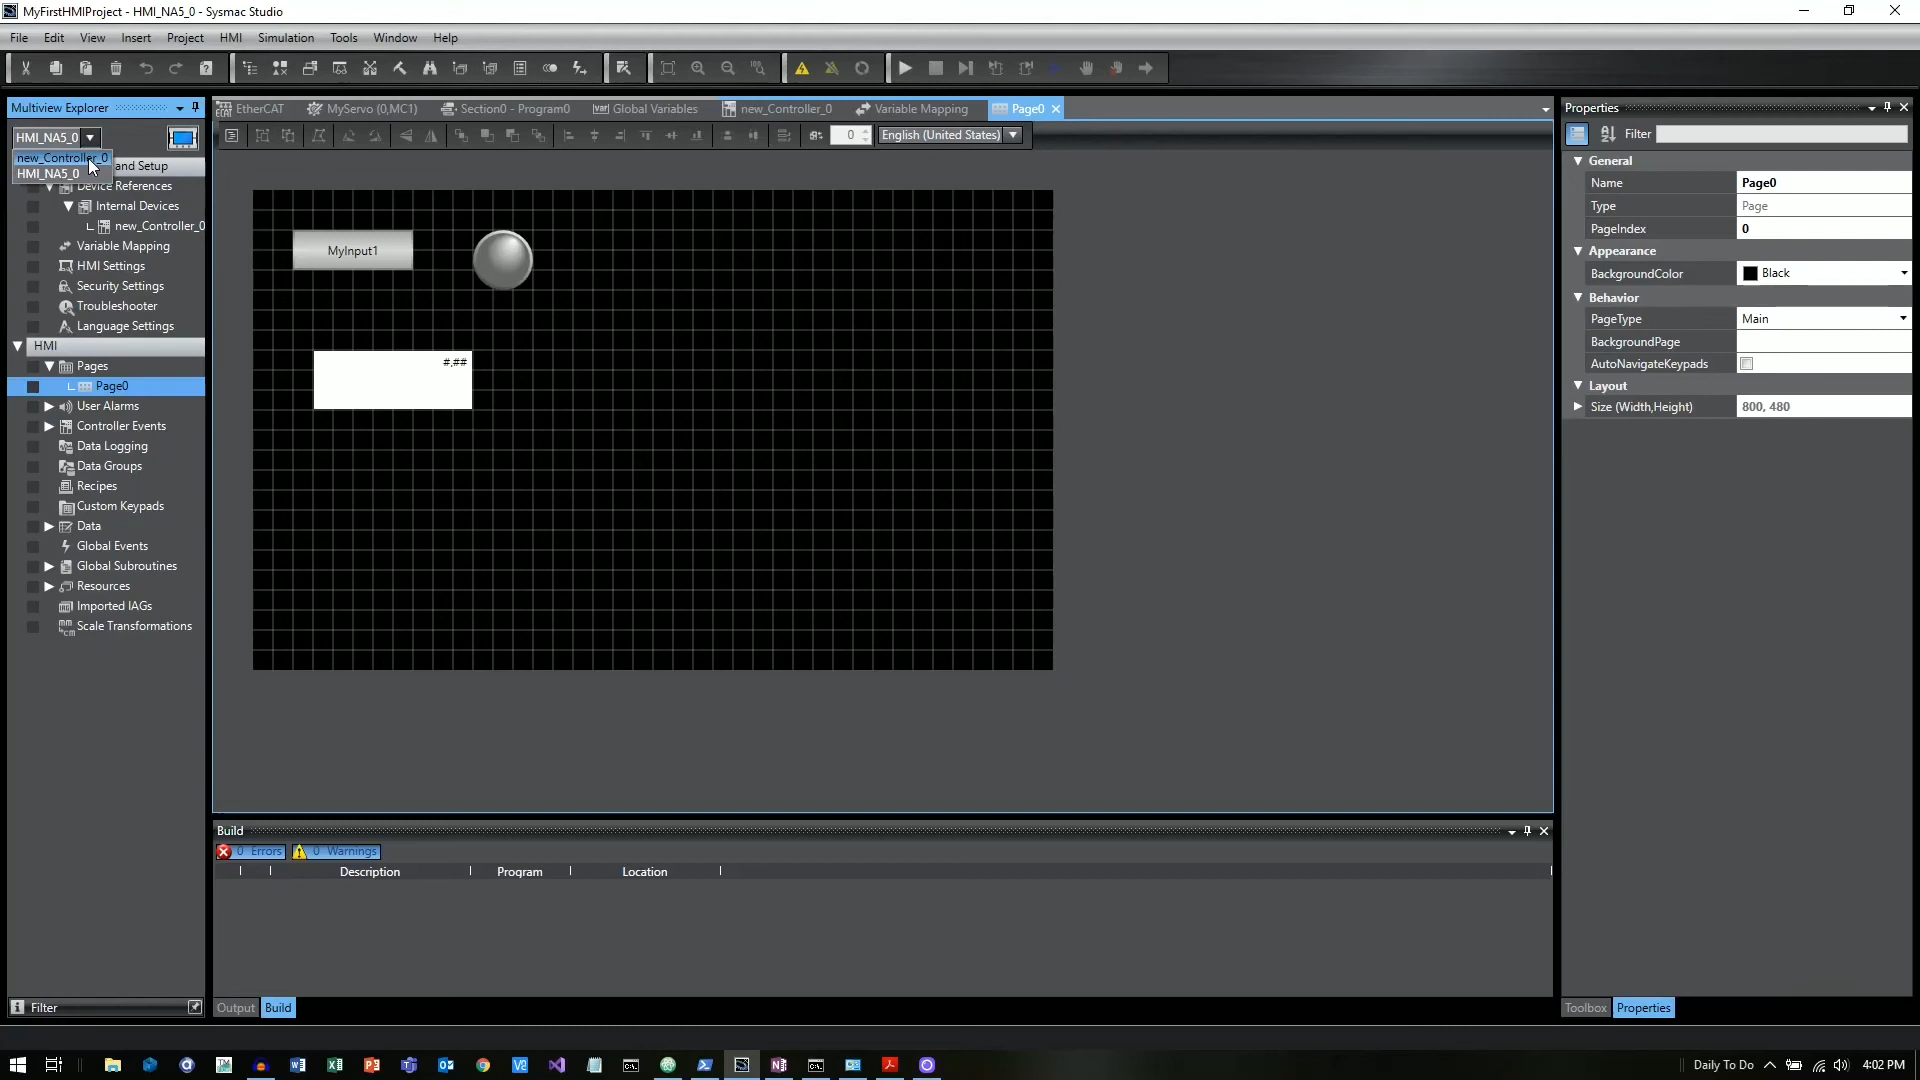 MyFirstHMIProject - HMI_NA5_0 - Sysmac Studio
File Edit View Insert Project HMI Simulation Tools Window Help
Multiview Explorer
HMI_NA5_0
new_Controller_0
HMI_NA5_0
and Setup
Device References
Internal Devices
new_Controller_0
Variable Mapping
HMI Settings
Security Settings
Troubleshooter
Language Settings
HMI
Pages
Page0
User Alarms
Controller Events
Data Logging
Data Groups
Recipes
Custom Keypads
Data
Global Events
Global Subroutines
Resources
Imported IAGs
Scale Transformations
Filter
EtherCAT MyServo (0,MC1) Section0 - Program0 Global Variables new_Controller_0 Variable Mapping Page0
0 English (United States)
MyInput1
#,##
Build
0 Errors 0 Warnings
Description Program Location
Output Build
Properties
Filter
General
Name Page0
Type Page
PageIndex 0
Appearance
BackgroundColor Black
Behavior
PageType Main
BackgroundPage
AutoNavigateKeypads
Layout
Size (Width,Height) 800, 480
Toolbox Properties
Daily To Do 4:02 PM